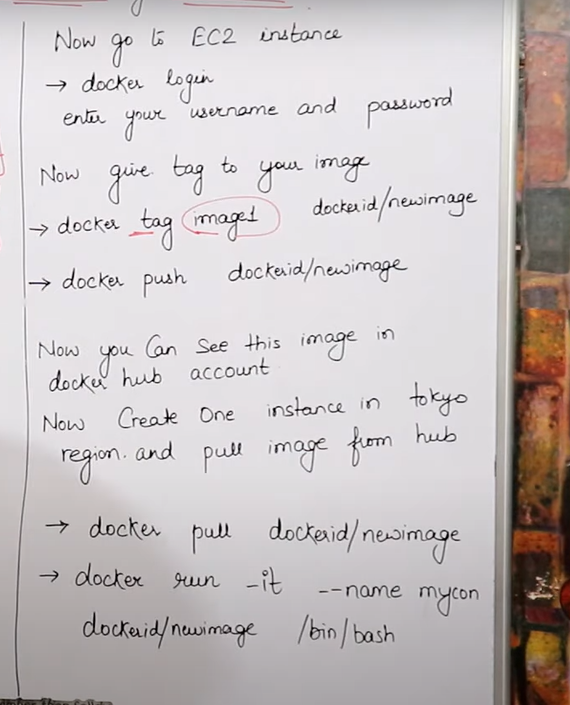 Now go to EC2 instance
→ docker login
enter your username and password
Now give tag to your image
→ docker tag image1 dockerid/newimage
→ docker push dockerid/newimage
Now you Can See this image in
docker hub account
Now Create One instance in tokyo
region. and pull image from hub
→ docker pull dockerid/newimage
→ docker run -it --name mycon
dockerid/newimage /bin/bash